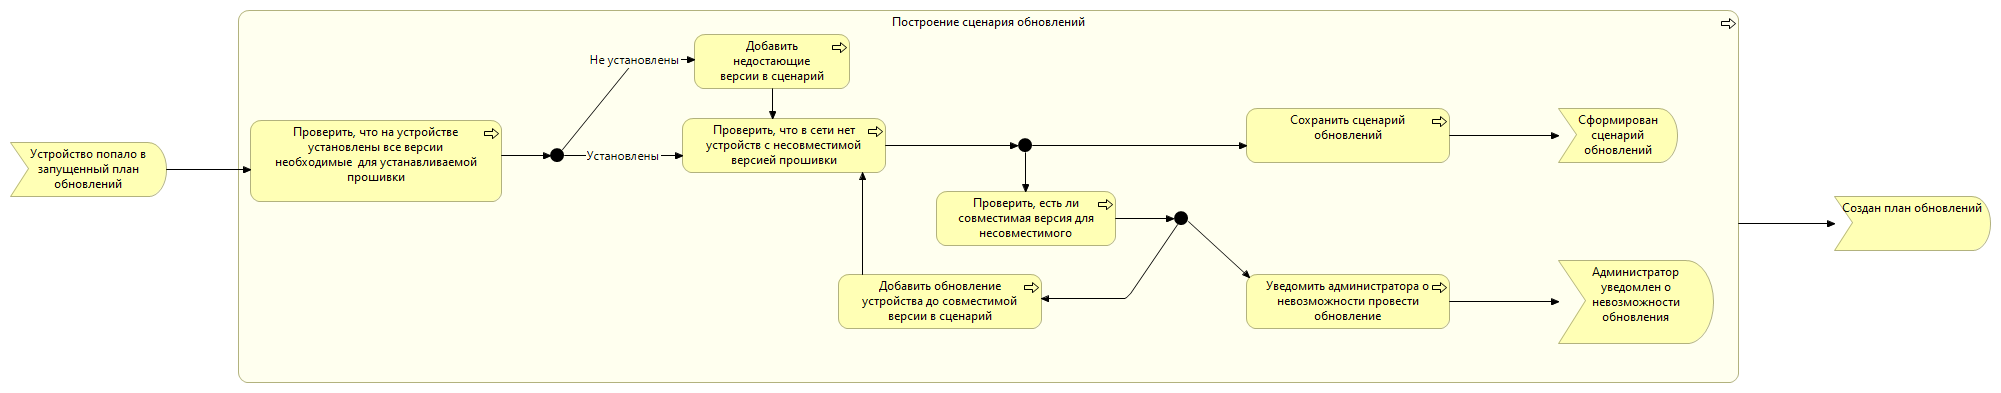 Построение сценария обновлений
Устройство попало в
запущенный план
обновлений
Проверить, что на устройстве
установлены все версии
необходимые  для устанавливаемой
прошивки
Не установлены
Установлены
Добавить
недостающие
версии в сценарий
Проверить, что в сети нет
устройств с несовместимой
версией прошивки
Сохранить сценарий
обновлений
Сформирован
сценарий
обновлений
Проверить, есть ли
совместимая версия для
несовместимого
Добавить обновление
устройства до совместимой
версии в сценарий
Уведомить администратора о
невозможности провести
обновление
Администратор
уведомлен о
невозможности
обновления
Создан план обновлений